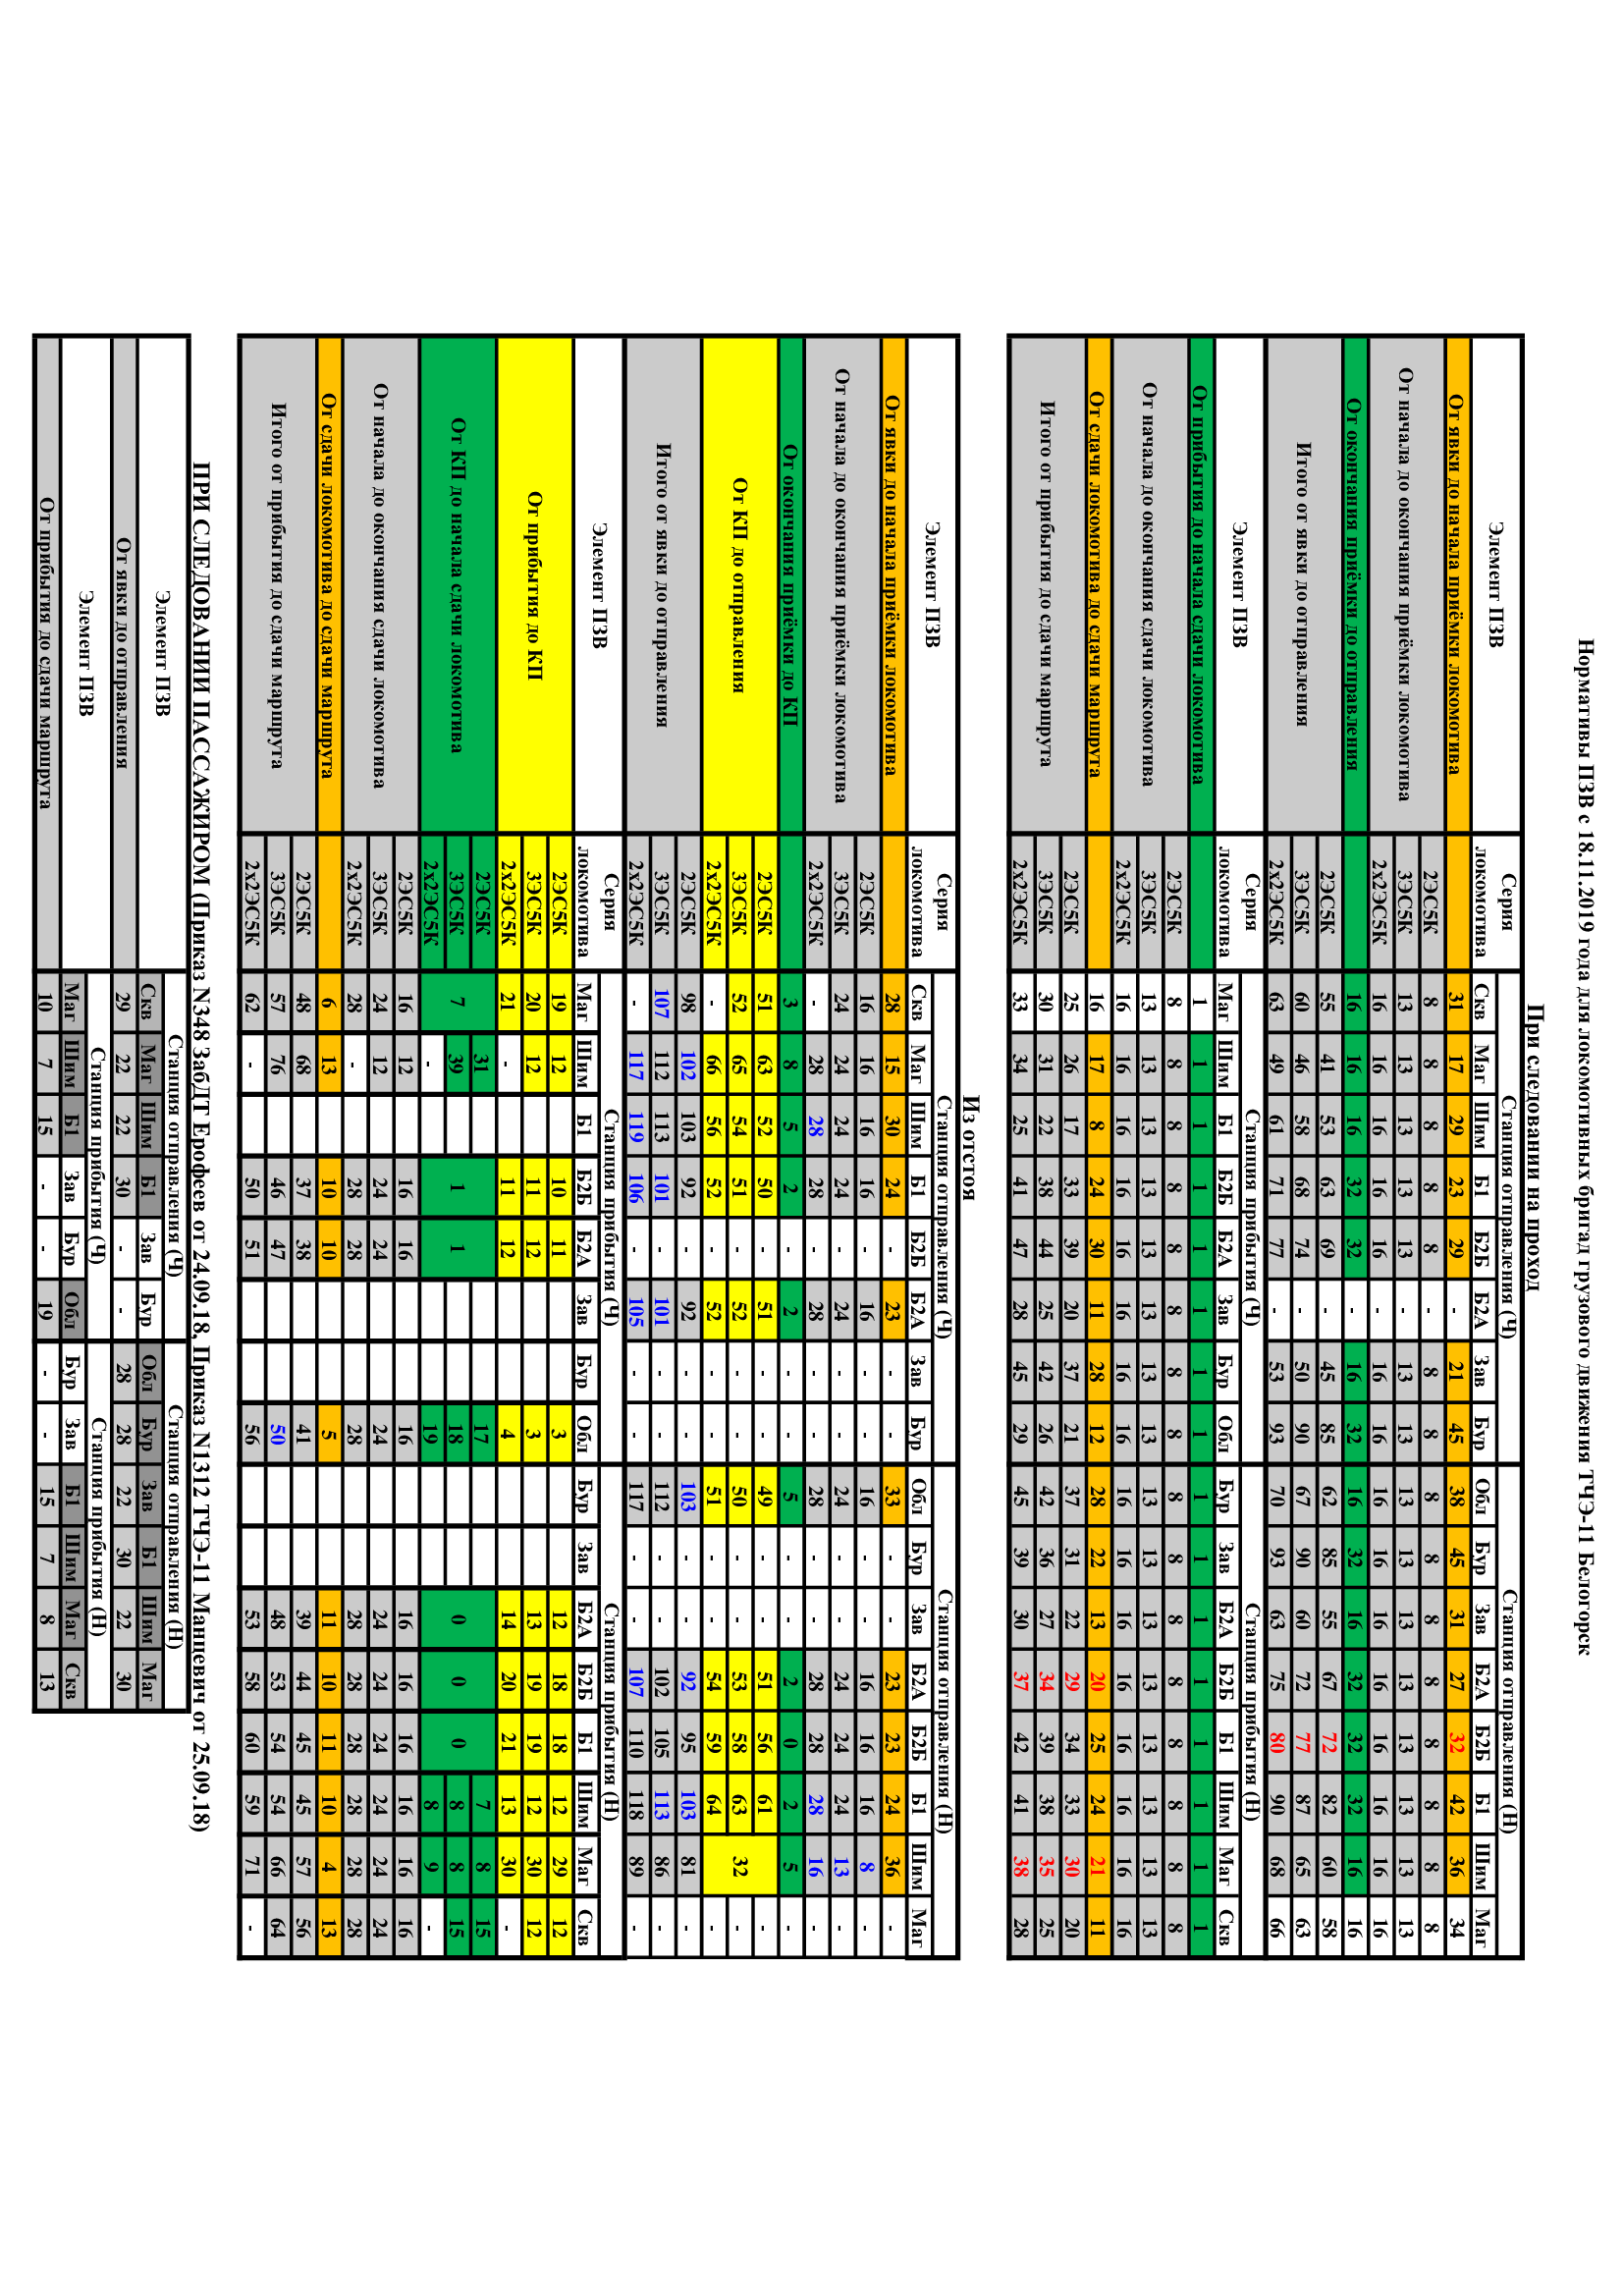 Нормативы ПЗВ с 18.11.2019 года для локомотивных бригад грузового движения ТЧЭ-11 Белогорск
При следовании на проход
Элемент ПЗВ Серия локомотива Станция отправления (Ч) Станция отправления (Н)
Скв Маг Шим Б1 Б2Б Б2А Зав Бур Обл Бур Зав Б2А Б2Б Б1 Шим Маг
От явки до начала приёмки локомотива 31 17 29 23 29 - 21 45 38 45 31 27 32 42 36 34
От начала до окончания приёмки локомотива 2ЭС5К 8 8 8 8 8 - 8 8 8 8 8 8 8 8 8 8
3ЭС5К 13 13 13 13 13 - 13 13 13 13 13 13 13 13 13 13
2х2ЭС5К 16 16 16 16 16 - 16 16 16 16 16 16 16 16 16 16
От окончания приёмки до отправления 16 16 16 32 32 - 16 32 16 32 16 32 32 32 16 16
Итого от явки до отправления 2ЭС5К 55 41 53 63 69 - 45 85 62 85 55 67 72 82 60 58
3ЭС5К 60 46 58 68 74 - 50 90 67 90 60 72 77 87 65 63
2х2ЭС5К 63 49 61 71 77 - 53 93 70 93 63 75 80 90 68 66
Элемент ПЗВ Серия локомотива Станция прибытия (Ч) Станция прибытия (Н)
Маг Шим Б1 Б2Б Б2А Зав Бур Обл Бур Зав Б2А Б2Б Б1 Шим Маг Скв
От прибытия до начала сдачи локомотива 1 1 1 1 1 1 1 1 1 1 1 1 1 1 1 1
От начала до окончания сдачи локомотива 2ЭС5К 8 8 8 8 8 8 8 8 8 8 8 8 8 8 8 8
3ЭС5К 13 13 13 13 13 13 13 13 13 13 13 13 13 13 13 13
2х2ЭС5К 16 16 16 16 16 16 16 16 16 16 16 16 16 16 16 16
От сдачи локомотива до сдачи маршрута 16 17 8 24 30 11 28 12 28 22 13 20 25 24 21 11
Итого от прибытия до сдачи маршрута 2ЭС5К 25 26 17 33 39 20 37 21 37 31 22 29 34 33 30 20
3ЭС5К 30 31 22 38 44 25 42 26 42 36 27 34 39 38 35 25
2х2ЭС5К 33 34 25 41 47 28 45 29 45 39 30 37 42 41 38 28
Из отстоя
Элемент ПЗВ Серия локомотива Станция отправления (Ч) Станция отправления (Н)
Скв Маг Шим Б1 Б2Б Б2А Зав Бур Обл Бур Зав Б2А Б2Б Б1 Шим Маг
От явки до начала приёмки локомотива 28 15 30 24 - 23 - - 33 - - 23 23 24 36 -
От начала до окончания приёмки локомотива 2ЭС5К 16 16 16 16 - 16 - - 16 - - 16 16 16 8 -
3ЭС5К 24 24 24 24 - 24 - - 24 - - 24 24 24 13 -
2х2ЭС5К - 28 28 28 - 28 - - 28 - - 28 28 28 16 -
От окончания приёмки до КП 3 8 5 2 - 2 - - 5 - - 2 0 2 5 -
От КП до отправления 2ЭС5К 51 63 52 50 - 51 - - 49 - - 51 56 61 32 -
3ЭС5К 52 65 54 51 - 52 - - 50 - - 53 58 63 -
2х2ЭС5К - 66 56 52 - 52 - - 51 - - 54 59 64 -
Итого от явки до отправления 2ЭС5К 98 102 103 92 - 92 - - 103 - - 92 95 103 81 -
3ЭС5К 107 112 113 101 - 101 - - 112 - - 102 105 113 86 -
2х2ЭС5К - 117 119 106 - 105 - - 117 - - 107 110 118 89 -
Элемент ПЗВ Серия локомотива Станция прибытия (Ч) Станция прибытия (Н)
Маг Шим Б1 Б2Б Б2А Зав Бур Обл Бур Зав Б2А Б2Б Б1 Шим Маг Скв
От прибытия до КП 2ЭС5К 19 12 10 11 3 12 18 18 12 29 12
3ЭС5К 20 12 11 12 3 13 19 19 12 30 12
2х2ЭС5К 21 - 11 12 4 14 20 21 13 30 -
От КП до начала сдачи локомотива 2ЭС5К 7 31 1 1 17 0 0 0 7 8 15
3ЭС5К 39 18 8 8 15
2х2ЭС5К - 19 8 9 -
От начала до окончания сдачи локомотива 2ЭС5К 16 12 16 16 16 16 16 16 16 16 16
3ЭС5К 24 12 24 24 24 24 24 24 24 24 24
2х2ЭС5К 28 - 28 28 28 28 28 28 28 28 28
От сдачи локомотива до сдачи маршрута 6 13 10 10 5 11 10 11 10 4 13
Итого от прибытия до сдачи маршрута 2ЭС5К 48 68 37 38 41 39 44 45 45 57 56
3ЭС5К 57 76 46 47 50 48 53 54 54 66 64
2х2ЭС5К 62 - 50 51 56 53 58 60 59 71 -
ПРИ СЛЕДОВАНИИ ПАССАЖИРОМ (Приказ N348 ЗабДТ Ерофеев от 24.09.18, Приказ N1312 ТЧЭ-11 Манцевич от 25.09.18)
Элемент ПЗВ Станция отправления (Ч) Станция отправления (Н)
Скв Маг Шим Б1 Зав Бур Обл Бур Зав Б1 Шим Маг
От явки до отправления 29 22 22 30 - - 28 28 22 30 22 30
Элемент ПЗВ Станция прибытия (Ч) Станция прибытия (Н)
Маг Шим Б1 Зав Бур Обл Бур Зав Б1 Шим Маг Скв
От прибытия до сдачи маршрута 10 7 15 - - 19 - - 15 7 8 13